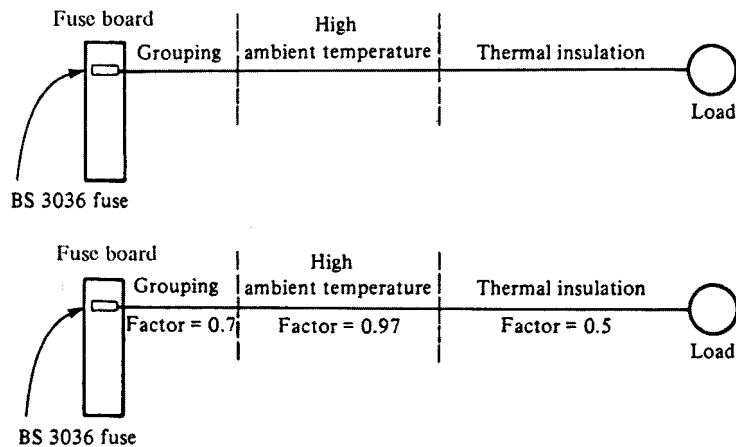 Fuse board
Grouping
High
ambient temperature
Thermal insulation
Load
BS 3036 fuse
Fuse board
Grouping
High
ambient temperature
Thermal insulation
Factor = 0.7
Factor = 0.97
Factor = 0.5
Load
BS 3036 fuse